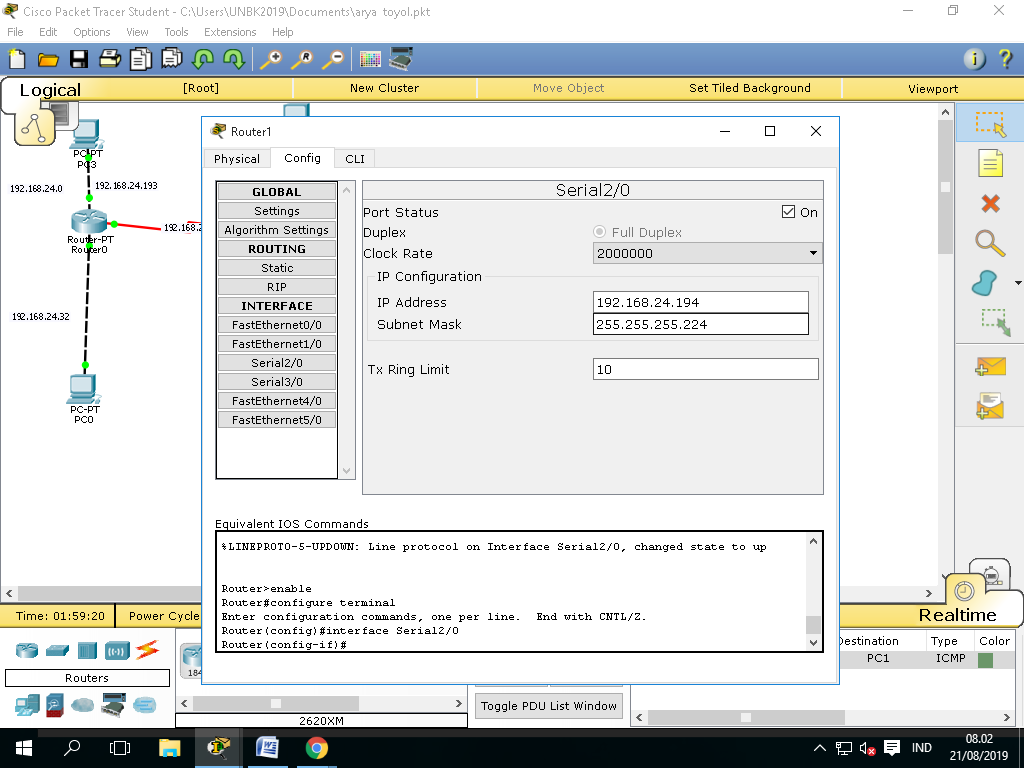 Cisco Packet Tracer Student - C:\Users\UNBK2019\Documents\arya toyol.pkt
File Edit Options View Tools Extensions Help
Logical [Root] New Cluster Move Object Set Tiled Background Viewport
PC-PT
PC3
192.168.24.0 192.168.24.193
192.168.2
Router-PT
Router0
192.168.24.32
PC-PT
PC0
Router1
Physical Config CLI
GLOBAL
Settings
Algorithm Settings
ROUTING
Static
RIP
INTERFACE
FastEthernet0/0
FastEthernet1/0
Serial2/0
Serial3/0
FastEthernet4/0
FastEthernet5/0
Serial2/0
Port Status On
Duplex Full Duplex
Clock Rate 2000000
IP Configuration
IP Address 192.168.24.194
Subnet Mask 255.255.255.224
Tx Ring Limit 10
Equivalent IOS Commands
%LINEPROTO-5-UPDOWN: Line protocol on Interface Serial2/0, changed state to up
Router>enable
Router#configure terminal
Enter configuration commands, one per line. End with CNTL/Z.
Router(config)#interface Serial2/0
Router(config-if)#
Time: 01:59:20 Power Cycle
Realtime
Routers
184
2620XM
Toggle PDU List Window
Destination Type Color
PC1 ICMP
IND
08.02
21/08/2019